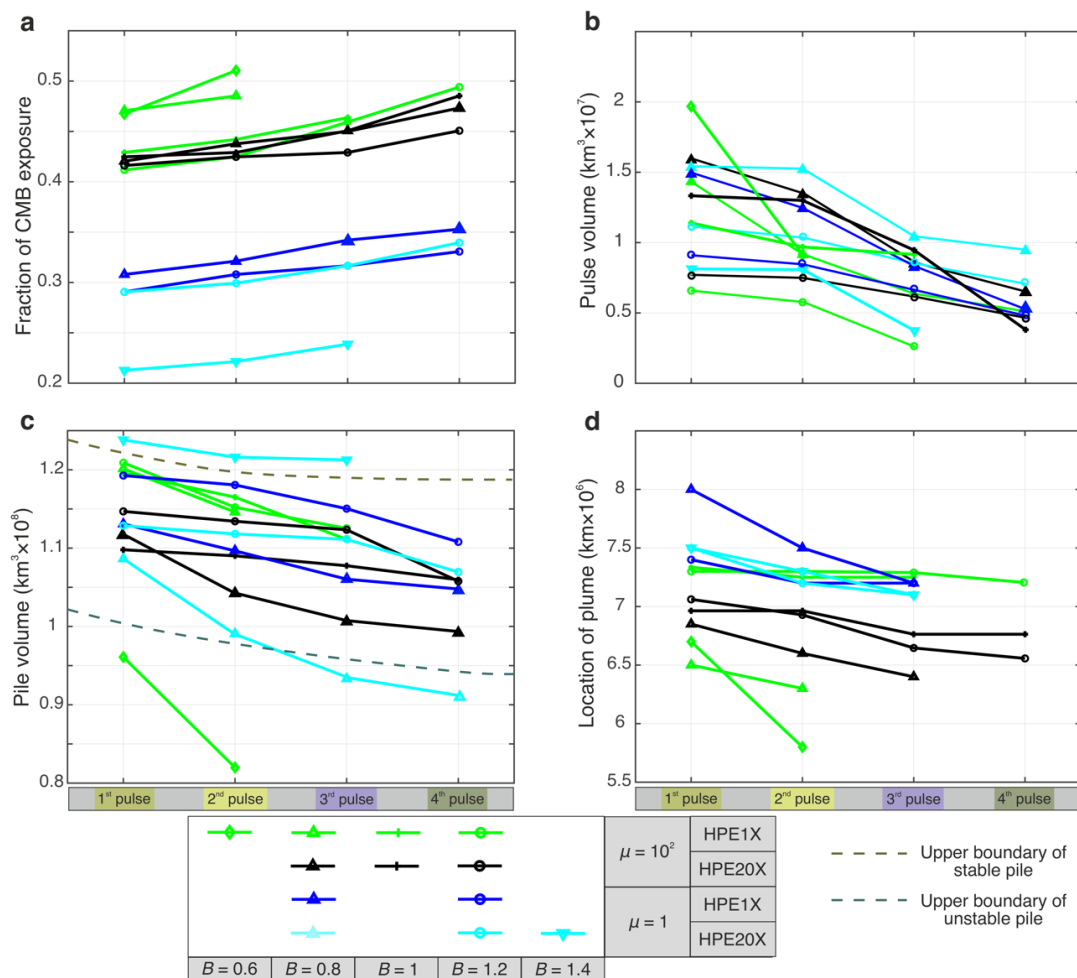 a
b
0.5
0.4
0.3
0.2
Fraction of CMB exposure
2
1.5
1
0.5
0
Pulse volume (km³×10⁷)
c
d
1.2
1.1
1
0.9
0.8
Pile volume (km³×10⁸)
8
7.5
7
6.5
6
5.5
Location of plume (km×10⁶)
1ˢᵗ pulse 2ⁿᵈ pulse 3ʳᵈ pulse 4ᵗʰ pulse
1ˢᵗ pulse 2ⁿᵈ pulse 3ʳᵈ pulse 4ᵗʰ pulse
μ = 10²
HPE1X
HPE20X
μ = 1
HPE1X
HPE20X
B = 0.6 B = 0.8 B = 1 B = 1.2 B = 1.4
Upper boundary of
stable pile
Upper boundary of
unstable pile